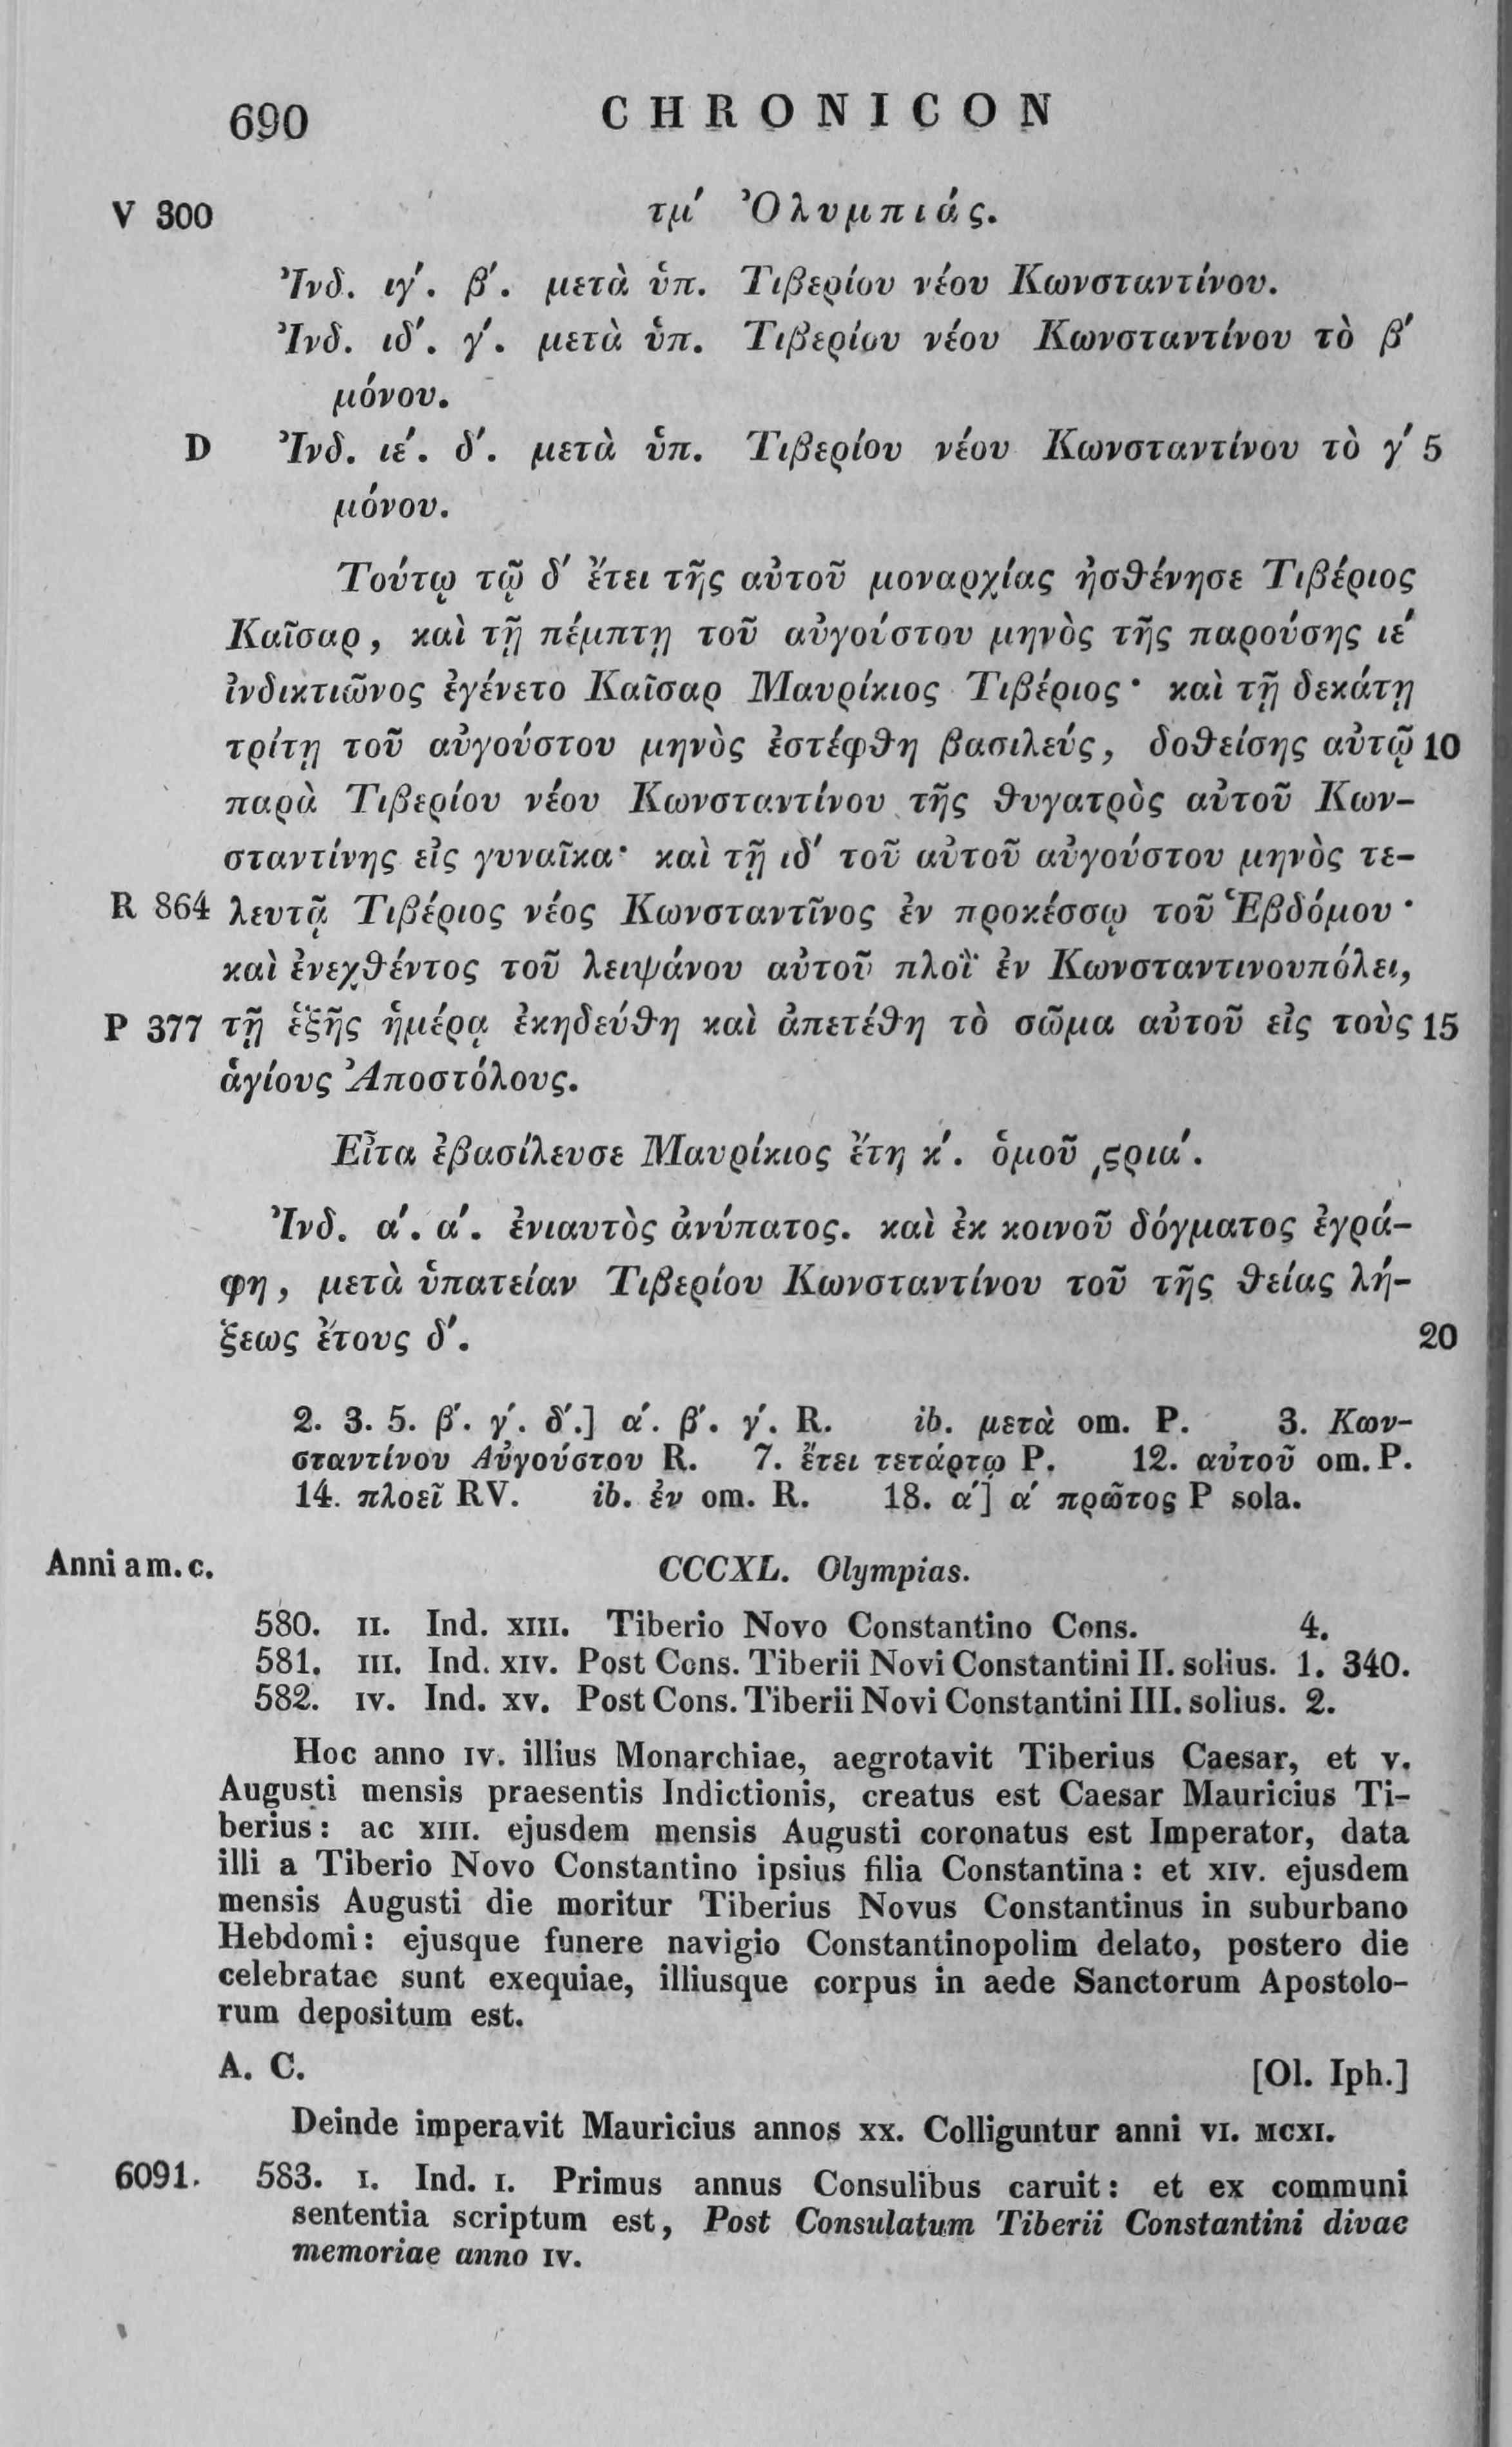 690 CHRONICON
V 300 τμ΄ Ὀλυμπιάς.
Ἰνδ. ιγ΄. β΄. μετὰ ὑπ. Τιβερίου νέου Κωνσταντίνου.
Ἰνδ. ιδ΄. γ΄. μετὰ ὑπ. Τιβερίου νέου Κωνσταντίνου τὸ β΄
μόνου.
D Ἰνδ. ιέ. δ΄. μετὰ ὑπ. Τιβερίου νέου Κωνσταντίνου τὸ γ΄ 5
μόνου.
Τούτῳ τῷ δ΄ ἔτει τῆς αὐτοῦ μοναρχίας ἠσθένησε Τιβέριος
Καῖσαρ, καὶ τῇ πέμπτῃ τοῦ αὐγούστου μηνὸς τῆς παρούσης ιέ
ἰνδικτιῶνος ἐγένετο Καῖσαρ Μαυρίκιος Τιβέριος· καὶ τῇ δεκάτῃ
τρίτῃ τοῦ αὐγούστου μηνὸς ἐστέφθη βασιλεύς, δοθείσης αὐτῷ 10
παρὰ Τιβερίου νέου Κωνσταντίνου τῆς θυγατρὸς αὐτοῦ Κων-
σταντίνης εἰς γυναῖκα· καὶ τῇ ιδ΄ τοῦ αὐτοῦ αὐγούστου μηνὸς τε-
R 864 λευτᾷ Τιβέριος νέος Κωνσταντῖνος ἐν προκέσσῳ τοῦ Ἑβδόμου·
καὶ ἐνεχθέντος τοῦ λειψάνου αὐτοῦ πλοῒ ἐν Κωνσταντινουπόλει,
P 377 τῇ ἑξῆς ἡμέρᾳ ἐκηδεύθη καὶ ἀπετέθη τὸ σῶμα αὐτοῦ εἰς τοὺς 15
ἁγίους Ἀποστόλους.
Εἶτα ἐβασίλευσε Μαυρίκιος ἔτη κ΄. ὁμοῦ ͵ϛρια΄.
Ἰνδ. α΄. α΄. ἐνιαυτὸς ἀνύπατος. καὶ ἐκ κοινοῦ δόγματος ἐγρά-
φη, μετὰ ὑπατείαν Τιβερίου Κωνσταντίνου τοῦ τῆς θείας λή-
ξεως ἔτους δ΄. 20
2. 3. 5. β΄. γ΄. δ΄.] α΄. β΄. γ΄. R. ib. μετὰ om. P. 3. Κων-
σταντίνου Αὐγούστου R. 7. ἔτει τετάρτῳ P. 12. αὐτοῦ om. P.
14. πλοεῖ RV. ib. ἐν om. R. 18. α΄] α΄ πρῶτος P sola.
Anni a m. c. CCCXL. Olympias.
580. II. Ind. XIII. Tiberio Novo Constantino Cons. 4.
581. III. Ind. XIV. Post Cons. Tiberii Novi Constantini II. solius. 1. 340.
582. IV. Ind. XV. Post Cons. Tiberii Novi Constantini III. solius. 2.
Hoc anno IV. illius Monarchiae, aegrotavit Tiberius Caesar, et V.
Augusti mensis praesentis Indictionis, creatus est Caesar Mauricius Ti-
berius: ac XIII. ejusdem mensis Augusti coronatus est Imperator, data
illi a Tiberio Novo Constantino ipsius filia Constantina: et XIV. ejusdem
mensis Augusti die moritur Tiberius Novus Constantinus in suburbano
Hebdomi: ejusque funere navigio Constantinopolim delato, postero die
celebratae sunt exequiae, illiusque corpus in aede Sanctorum Apostolo-
rum depositum est.
A. C. [Ol. Iph.]
Deinde imperavit Mauricius annos XX. Colliguntur anni VI. MCXI.
6091. 583. I. Ind. I. Primus annus Consulibus caruit: et ex communi
sententia scriptum est, Post Consulatum Tiberii Constantini divae
memoriae anno IV.